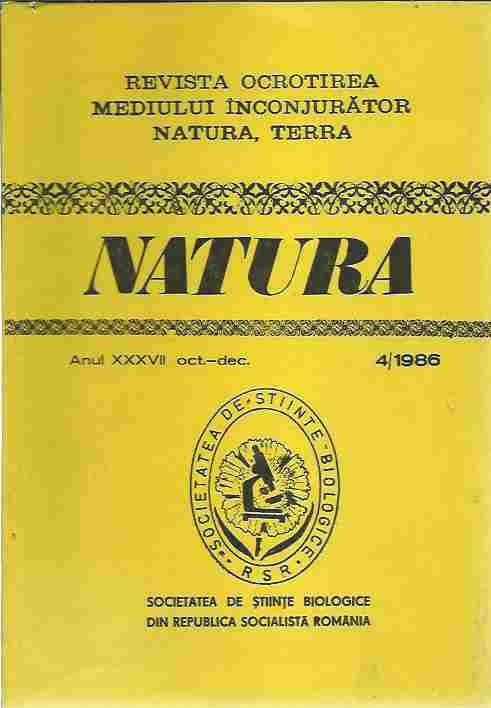 REVISTA OCROTIREA
MEDIULUI ÎNCONJURĂTOR
NATURA, TERRA
NATURA
Anul XXXVII oct.–dec. 4/1986
SOCIETATEA DE ȘTIINȚE BIOLOGICE
RSR
SOCIETATEA DE ȘTIINȚE BIOLOGICE
DIN REPUBLICA SOCIALISTĂ ROMÂNIA